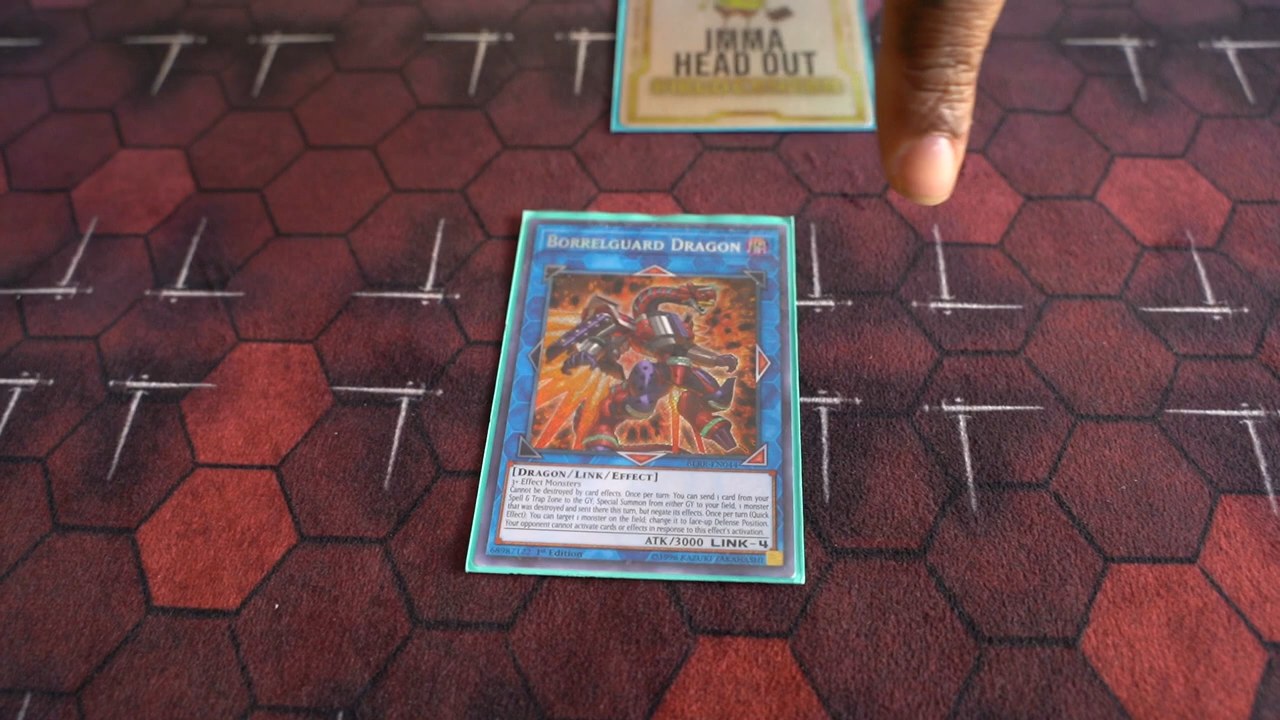 IMMA
HEAD OUT
BORRELGUARD DRAGON
[DRAGON/LINK/EFFECT]
3+ Effect Monsters
Cannot be destroyed by card effects. Once per turn: You can send 1 card from your
Spell & Trap Zone to the GY; Special Summon from either GY to your field, 1 monster
that was destroyed and sent there this turn, but negate its effects. Once per turn (Quick
Effect): You can target 1 monster on the field; change it to face-up Defense Position.
Your opponent cannot activate cards or effects in response to this effect's activation.
ATK/3000 LINK-4
1st Edition ©1996 KAZUKI TAKAHASHI